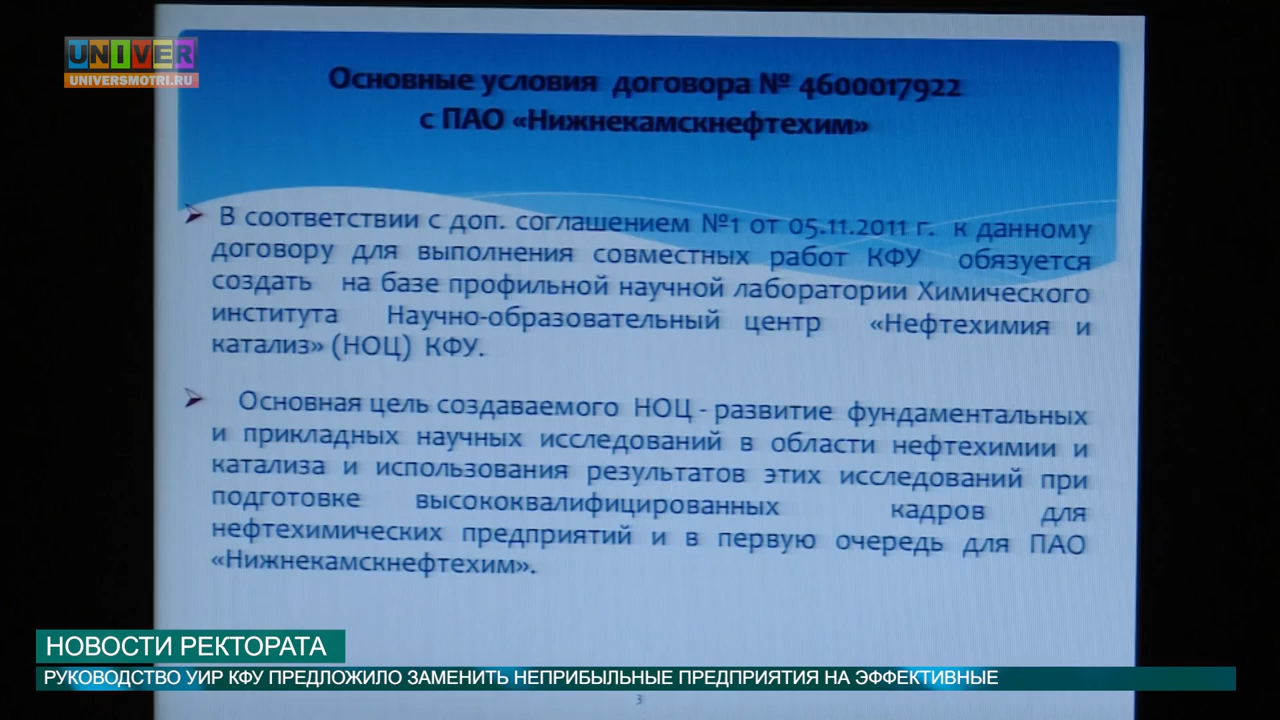 UNIVER
UNIVERSMOTRI.RU
Основные условия договора № 4600017922
с ПАО «Нижнекамскнефтехим»
В соответствии с доп. соглашением №1 от 05.11.2011 г. к данному
договору для выполнения совместных работ КФУ обязуется
создать на базе профильной научной лаборатории Химического
института Научно-образовательный центр «Нефтехимия и
катализ» (НОЦ) КФУ.
Основная цель создаваемого НОЦ - развитие фундаментальных
и прикладных научных исследований в области нефтехимии и
катализа и использования результатов этих исследований при
подготовке высококвалифицированных кадров для
нефтехимических предприятий и в первую очередь для ПАО
«Нижнекамскнефтехим».
НОВОСТИ РЕКТОРАТА
РУКОВОДСТВО УИР КФУ ПРЕДЛОЖИЛО ЗАМЕНИТЬ НЕПРИБЫЛЬНЫЕ ПРЕДПРИЯТИЯ НА ЭФФЕКТИВНЫЕ
3